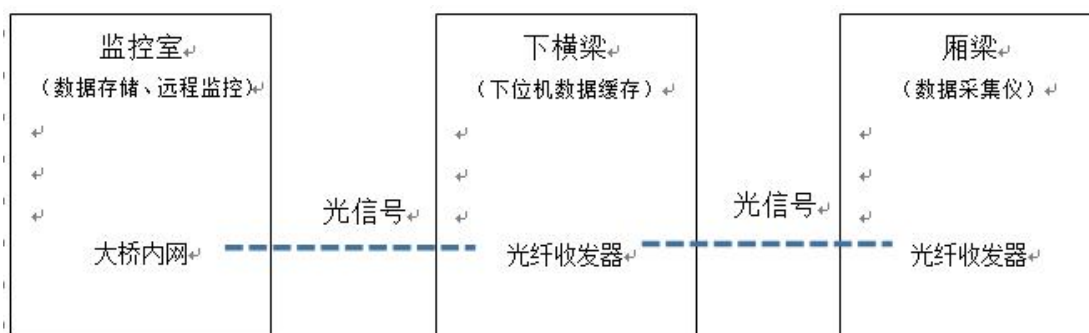 监控室
（数据存储、远程监控）
大桥内网
光信号
下横梁
（下位机数据缓存）
光纤收发器
光信号
厢梁
（数据采集仪）
光纤收发器